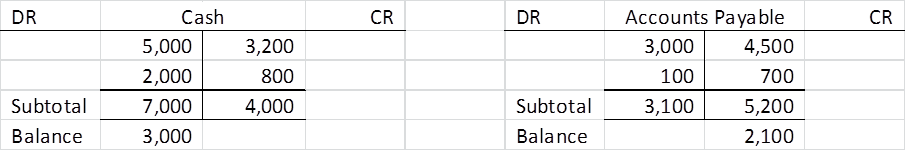 DR Cash CR DR Accounts Payable CR
5,000 3,200 3,000 4,500
2,000 800 100 700
Subtotal 7,000 4,000 Subtotal 3,100 5,200
Balance 3,000 Balance 2,100